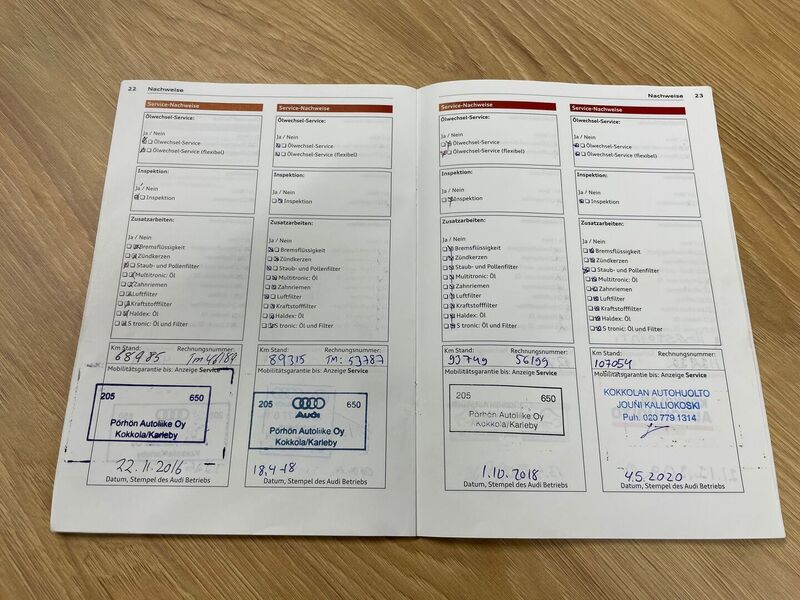 22 Nachweise
Service-Nachweise
Ölwechsel-Service:
Ja / Nein
Ölwechsel-Service
Ölwechsel-Service (flexibel)
Inspektion:
Ja / Nein
Inspektion
Zusatzarbeiten:
Ja / Nein
Bremsflüssigkeit
Zündkerzen
Staub- und Pollenfilter
Multitronic: Öl
Zahnriemen
Luftfilter
Kraftstofffilter
Haldex: Öl
S tronic: Öl und Filter
Km Stand: Rechnungsnummer:
68985
Mobilitätsgarantie bis: Anzeige Service
205 650
Pörhön Autoliike Oy
Kokkola/Karleby
22.11.2016
Datum, Stempel des Audi Betriebs
Service-Nachweise
Ölwechsel-Service:
Ja / Nein
Ölwechsel-Service
Ölwechsel-Service (flexibel)
Inspektion:
Ja / Nein
Inspektion
Zusatzarbeiten:
Ja / Nein
Bremsflüssigkeit
Zündkerzen
Staub- und Pollenfilter
Multitronic: Öl
Zahnriemen
Luftfilter
Kraftstofffilter
Haldex: Öl
S tronic: Öl und Filter
Km Stand: Rechnungsnummer:
89315 TM: 53787
Mobilitätsgarantie bis: Anzeige Service
205 Audi 650
Pörhön Autoliike Oy
Kokkola/Karleby
18.4-18
Datum, Stempel des Audi Betriebs
Nachweise 23
Service-Nachweise
Ölwechsel-Service:
Ja / Nein
Ölwechsel-Service
Ölwechsel-Service (flexibel)
Inspektion:
Ja / Nein
Inspektion
Zusatzarbeiten:
Ja / Nein
Bremsflüssigkeit
Zündkerzen
Staub- und Pollenfilter
Multitronic: Öl
Zahnriemen
Luftfilter
Kraftstofffilter
Haldex: Öl
S tronic: Öl und Filter
Km Stand: Rechnungsnummer:
93749 56199
Mobilitätsgarantie bis: Anzeige Service
205 650
Pörhön Autoliike Oy
Kokkola/Karleby
1.10.2018
Datum, Stempel des Audi Betriebs
Service-Nachweise
Ölwechsel-Service:
Ja / Nein
Ölwechsel-Service
Ölwechsel-Service (flexibel)
Inspektion:
Ja / Nein
Inspektion
Zusatzarbeiten:
Ja / Nein
Bremsflüssigkeit
Zündkerzen
Staub- und Pollenfilter
Multitronic: Öl
Zahnriemen
Luftfilter
Kraftstofffilter
Haldex: Öl
S tronic: Öl und Filter
Km Stand: Rechnungsnummer:
107054
Mobilitätsgarantie bis: Anzeige Service
KOKKOLAN AUTOHUOLTO
JOUNI KALLIOKOSKI
Puh. 020 779 1314
4.5.2020
Datum, Stempel des Audi Betriebs